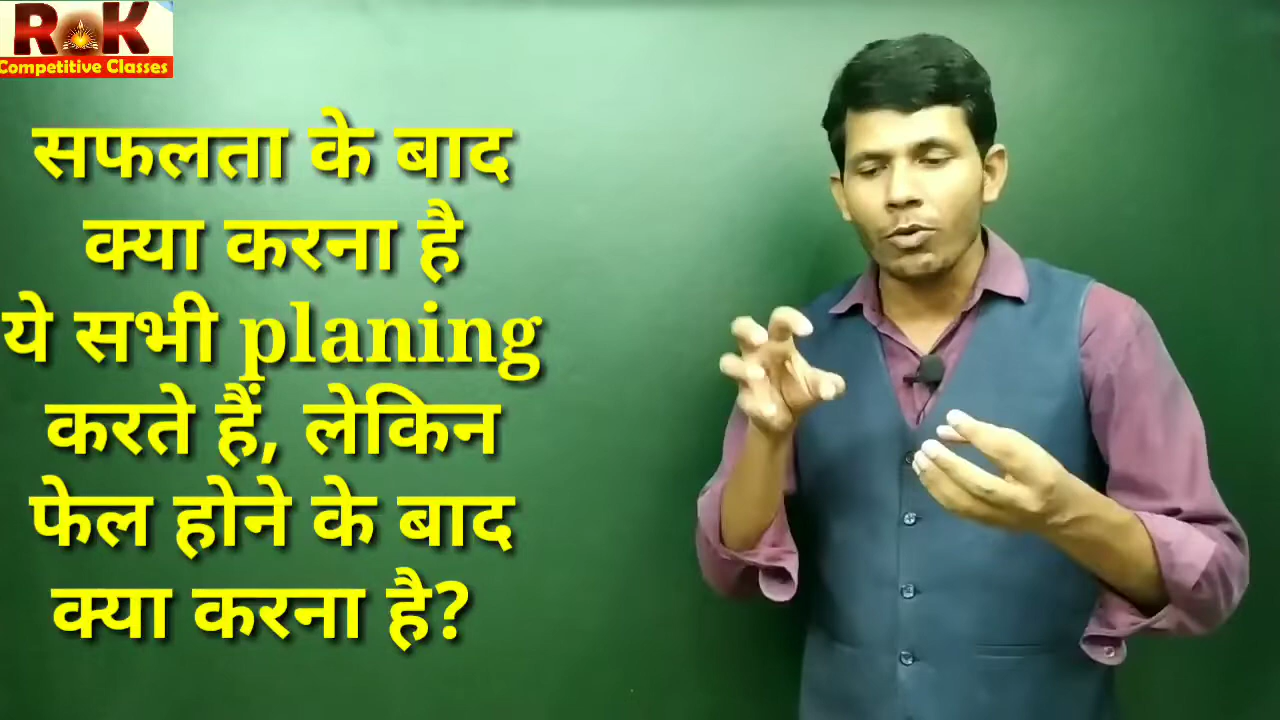 RK
Competitive Classes
सफलता के बाद
क्या करना है
ये सभी planing
करते हैं, लेकिन
फेल होने के बाद
क्या करना है?